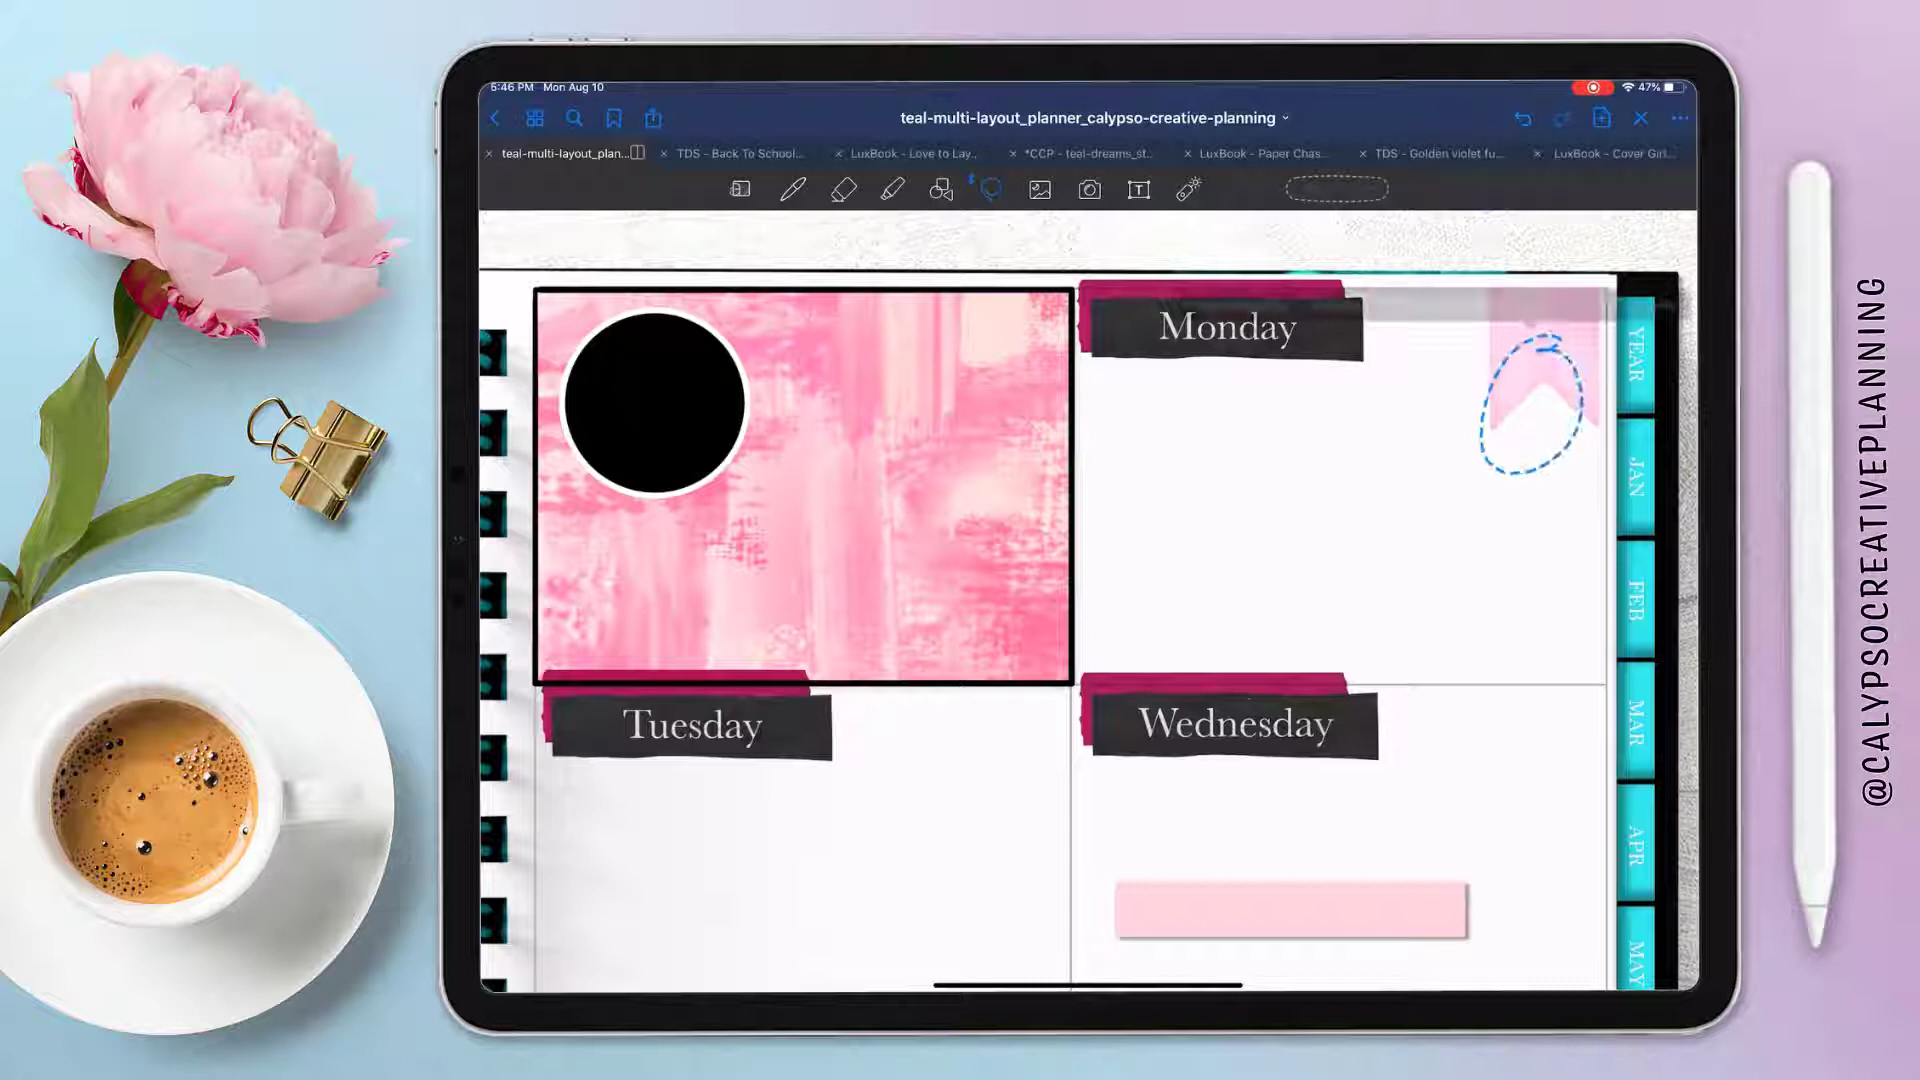 5:46 PM Mon Aug 10
47%
teal-multi-layout_planner_calypso-creative-planning
teal-multi-layout_plan...
TDS - Back To School...
LuxBook - Love to Lay...
*CCP - teal-dreams_st...
LuxBook - Paper Chas...
TDS - Golden violet fu...
LuxBook - Cover Girl...
T
Monday
Tuesday
Wednesday
YEAR
JAN
FEB
MAR
APR
MAY
@CALYPSOCREATIVEPLANNING